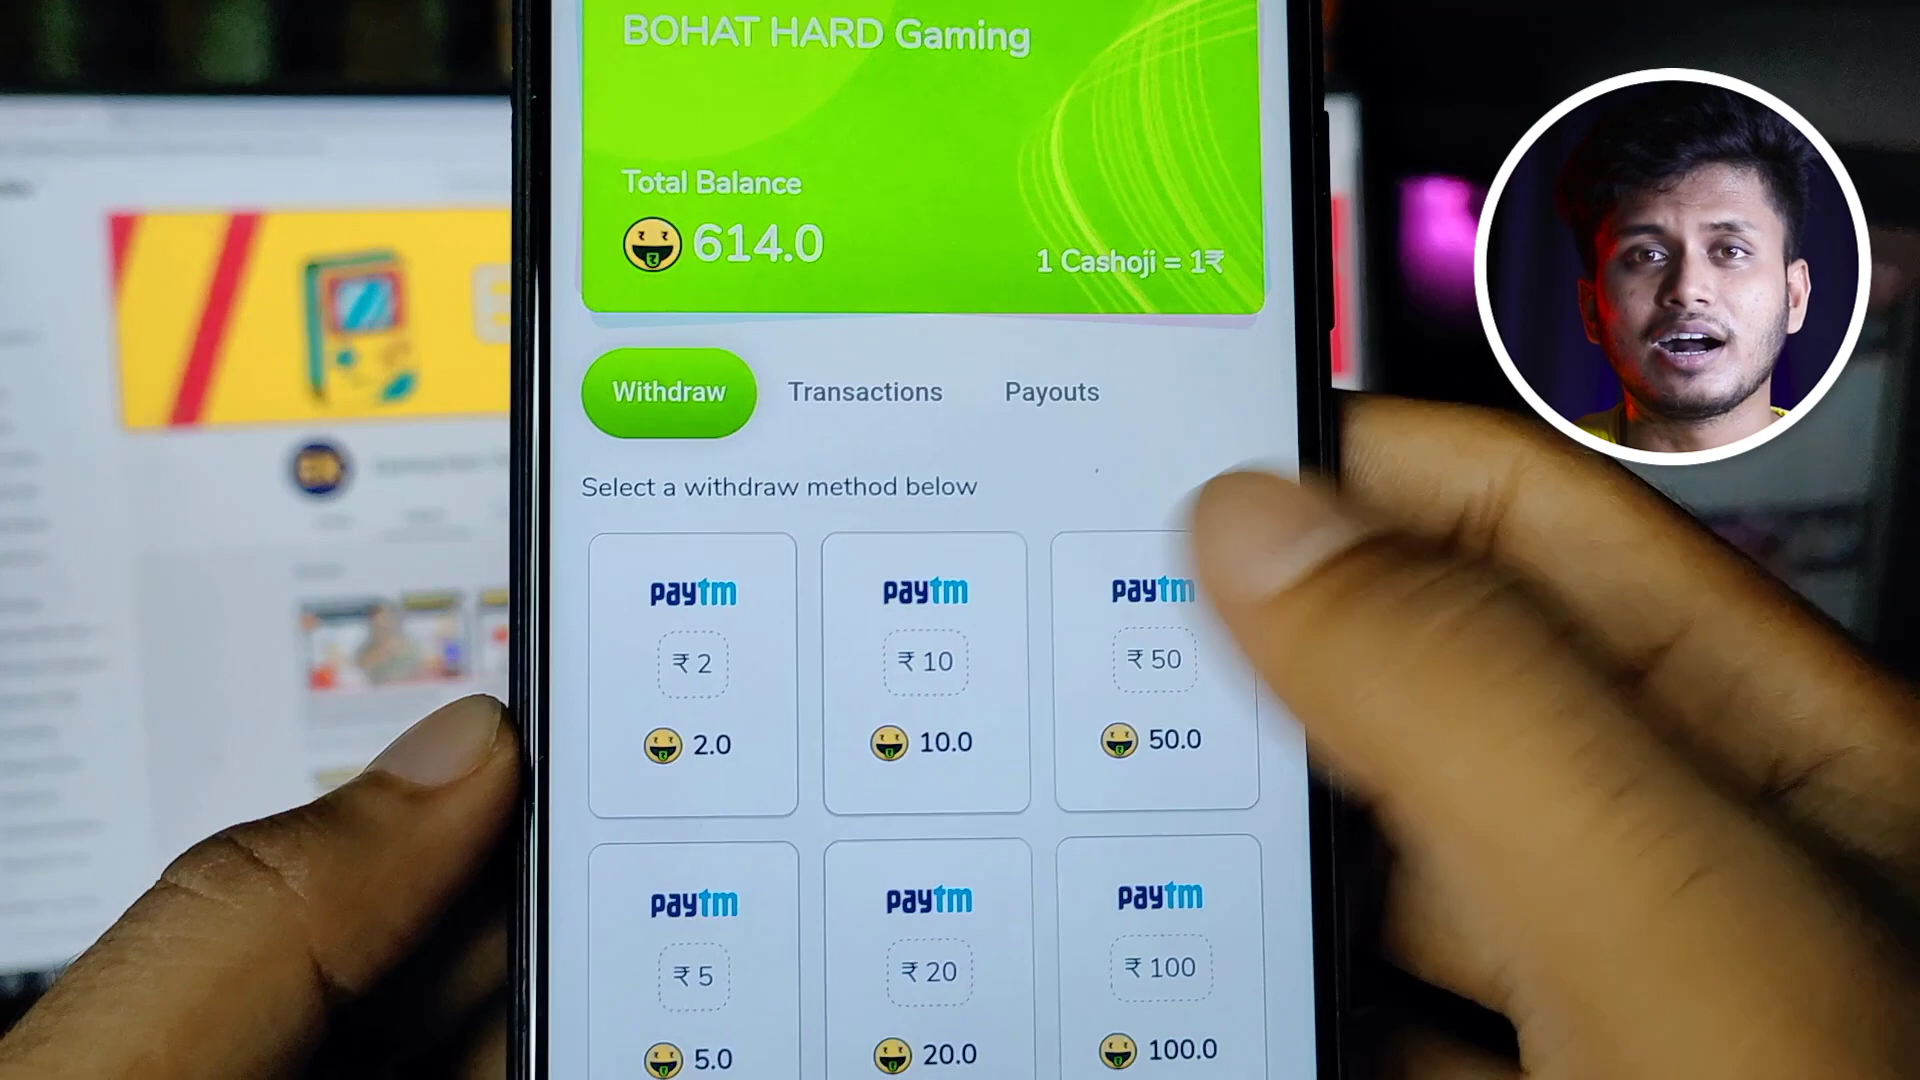 BOHAT HARD Gaming
Total Balance
614.0
1 Cashoji = 1₹
Withdraw Transactions Payouts
Select a withdraw method below
paytm paytm paytm
₹ 2 ₹ 10 ₹ 50
2.0 10.0 50.0
paytm paytm paytm
₹ 5 ₹ 20 ₹ 100
5.0 20.0 100.0